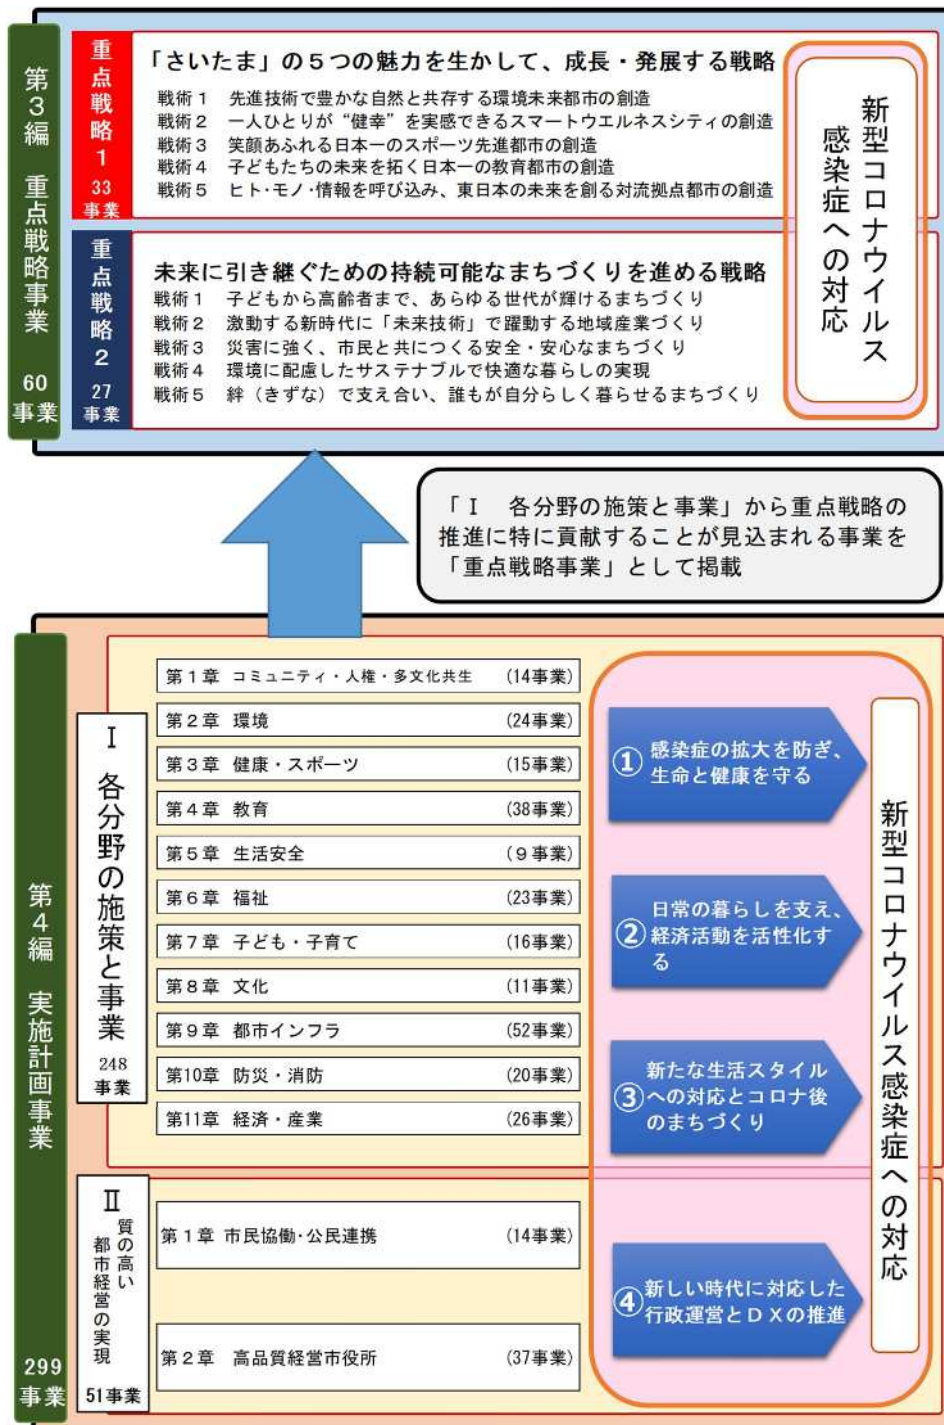 第３編　重点戦略事業
60
事業
重点戦略１
33
事業
「さいたま」の５つの魅力を生かして、成長・発展する戦略
戦術１　先進技術で豊かな自然と共存する環境未来都市の創造
戦術２　一人ひとりが“健幸”を実感できるスマートウエルネスシティの創造
戦術３　笑顔あふれる日本一のスポーツ先進都市の創造
戦術４　子どもたちの未来を拓く日本一の教育都市の創造
戦術５　ヒト・モノ・情報を呼び込み、東日本の未来を創る対流拠点都市の創造
重点戦略２
27
事業
未来に引き継ぐための持続可能なまちづくりを進める戦略
戦術１　子どもから高齢者まで、あらゆる世代が輝けるまちづくり
戦術２　激動する新時代に「未来技術」で躍動する地域産業づくり
戦術３　災害に強く、市民と共につくる安全・安心なまちづくり
戦術４　環境に配慮したサステナブルで快適な暮らしの実現
戦術５　絆（きずな）で支え合い、誰もが自分らしく暮らせるまちづくり
新型コロナウイルス
感染症への対応
「Ⅰ　各分野の施策と事業」から重点戦略の
推進に特に貢献することが見込まれる事業を
「重点戦略事業」として掲載
第４編　実施計画事業
299
事業
Ⅰ　各分野の施策と事業
248
事業
第１章 コミュニティ・人権・多文化共生 (14事業)
第２章 環境 (24事業)
第３章 健康・スポーツ (15事業)
第４章 教育 (38事業)
第５章 生活安全 (９事業)
第６章 福祉 (23事業)
第７章 子ども・子育て (16事業)
第８章 文化 (11事業)
第９章 都市インフラ (52事業)
第10章 防災・消防 (20事業)
第11章 経済・産業 (26事業)
Ⅱ
質の高い
都市経営の実現
51事業
第１章 市民協働・公民連携 (14事業)
第２章 高品質経営市役所 (37事業)
① 感染症の拡大を防ぎ、
生命と健康を守る
② 日常の暮らしを支え、
経済活動を活性化す
る
③ 新たな生活スタイル
への対応とコロナ後
のまちづくり
④ 新しい時代に対応した
行政運営とＤＸの推進
新型コロナウイルス感染症への対応